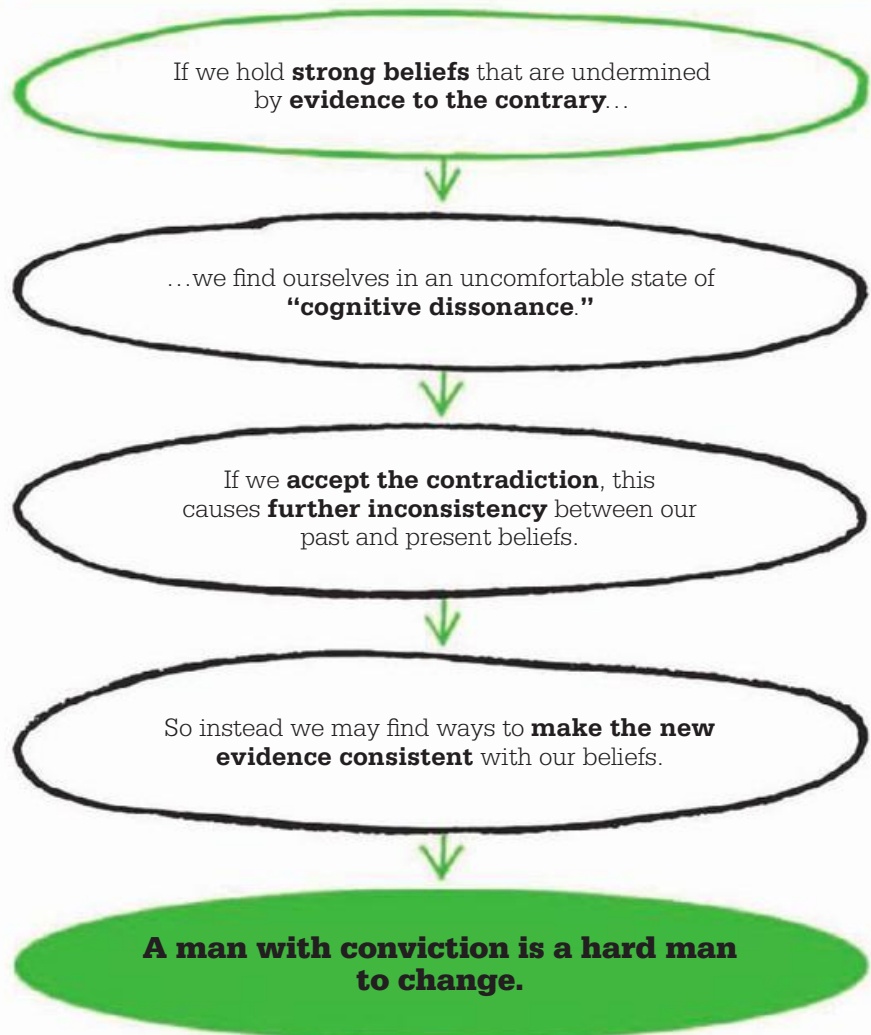 If we hold strong beliefs that are undermined
by evidence to the contrary…
…we find ourselves in an uncomfortable state of
“cognitive dissonance.”
If we accept the contradiction, this
causes further inconsistency between our
past and present beliefs.
So instead we may find ways to make the new
evidence consistent with our beliefs.
A man with conviction is a hard man
to change.